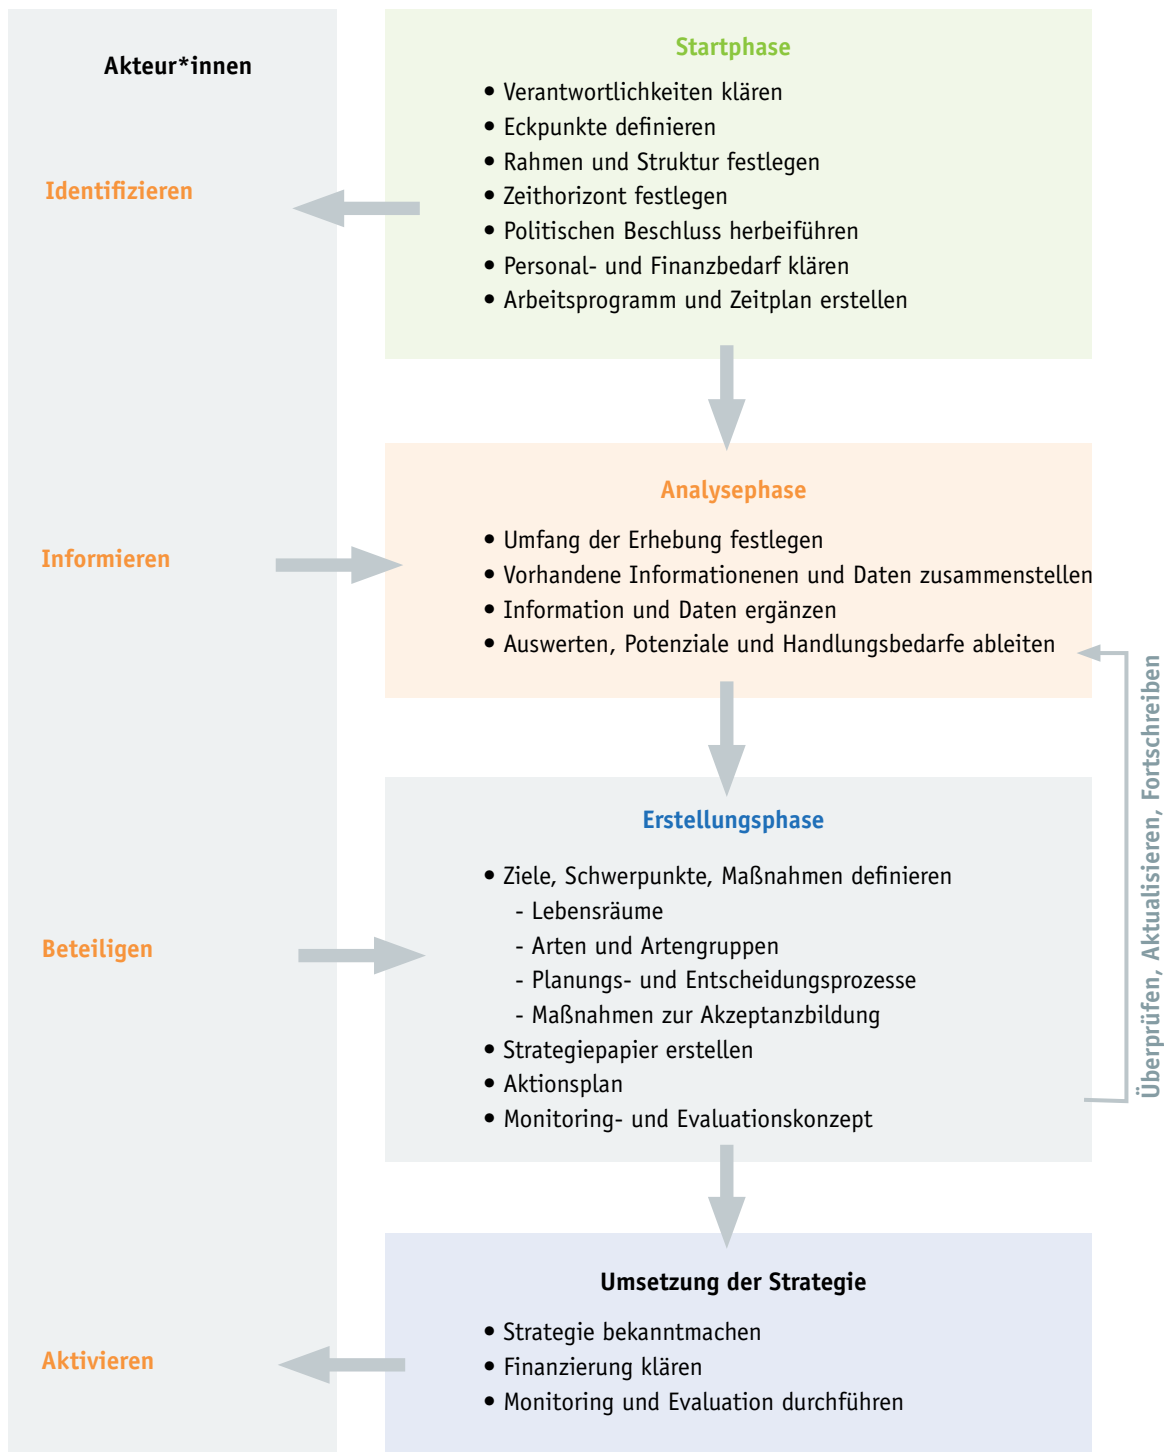 Akteur*innen
Identifizieren
Informieren
Beteiligen
Aktivieren
Startphase
• Verantwortlichkeiten klären
• Eckpunkte definieren
• Rahmen und Struktur festlegen
• Zeithorizont festlegen
• Politischen Beschluss herbeiführen
• Personal- und Finanzbedarf klären
• Arbeitsprogramm und Zeitplan erstellen
Analysephase
• Umfang der Erhebung festlegen
• Vorhandene Informationenen und Daten zusammenstellen
• Information und Daten ergänzen
• Auswerten, Potenziale und Handlungsbedarfe ableiten
Erstellungsphase
• Ziele, Schwerpunkte, Maßnahmen definieren
- Lebensräume
- Arten und Artengruppen
- Planungs- und Entscheidungsprozesse
- Maßnahmen zur Akzeptanzbildung
• Strategiepapier erstellen
• Aktionsplan
• Monitoring- und Evaluationskonzept
Umsetzung der Strategie
• Strategie bekanntmachen
• Finanzierung klären
• Monitoring und Evaluation durchführen
Überprüfen, Aktualisieren, Fortschreiben